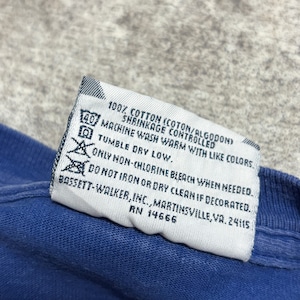 100% COTTON (COTON/ALGODON)
SHRINKAGE CONTROLLED
40 MACHINE WASH WARM WITH LIKE COLORS.
TUMBLE DRY LOW.
ONLY NON-CHLORINE BLEACH WHEN NEEDED.
DO NOT IRON OR DRY CLEAN IF DECORATED.
BASSETT-WALKER, INC., MARTINSVILLE, VA. 24115
RN 14666